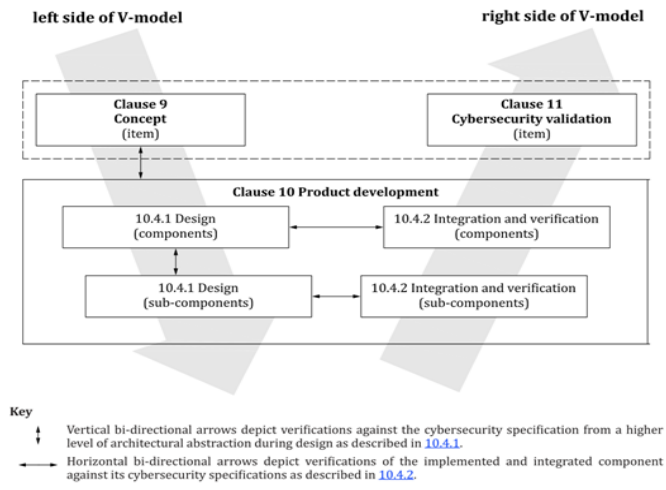 left side of V-model
right side of V-model
Clause 9
Concept
(item)
Clause 11
Cybersecurity validation
(item)
Clause 10 Product development
10.4.1 Design
(components)
10.4.2 Integration and verification
(components)
10.4.1 Design
(sub-components)
10.4.2 Integration and verification
(sub-components)
Key
Vertical bi-directional arrows depict verifications against the cybersecurity specification from a higher
level of architectural abstraction during design as described in 10.4.1.
Horizontal bi-directional arrows depict verifications of the implemented and integrated component
against its cybersecurity specifications as described in 10.4.2.